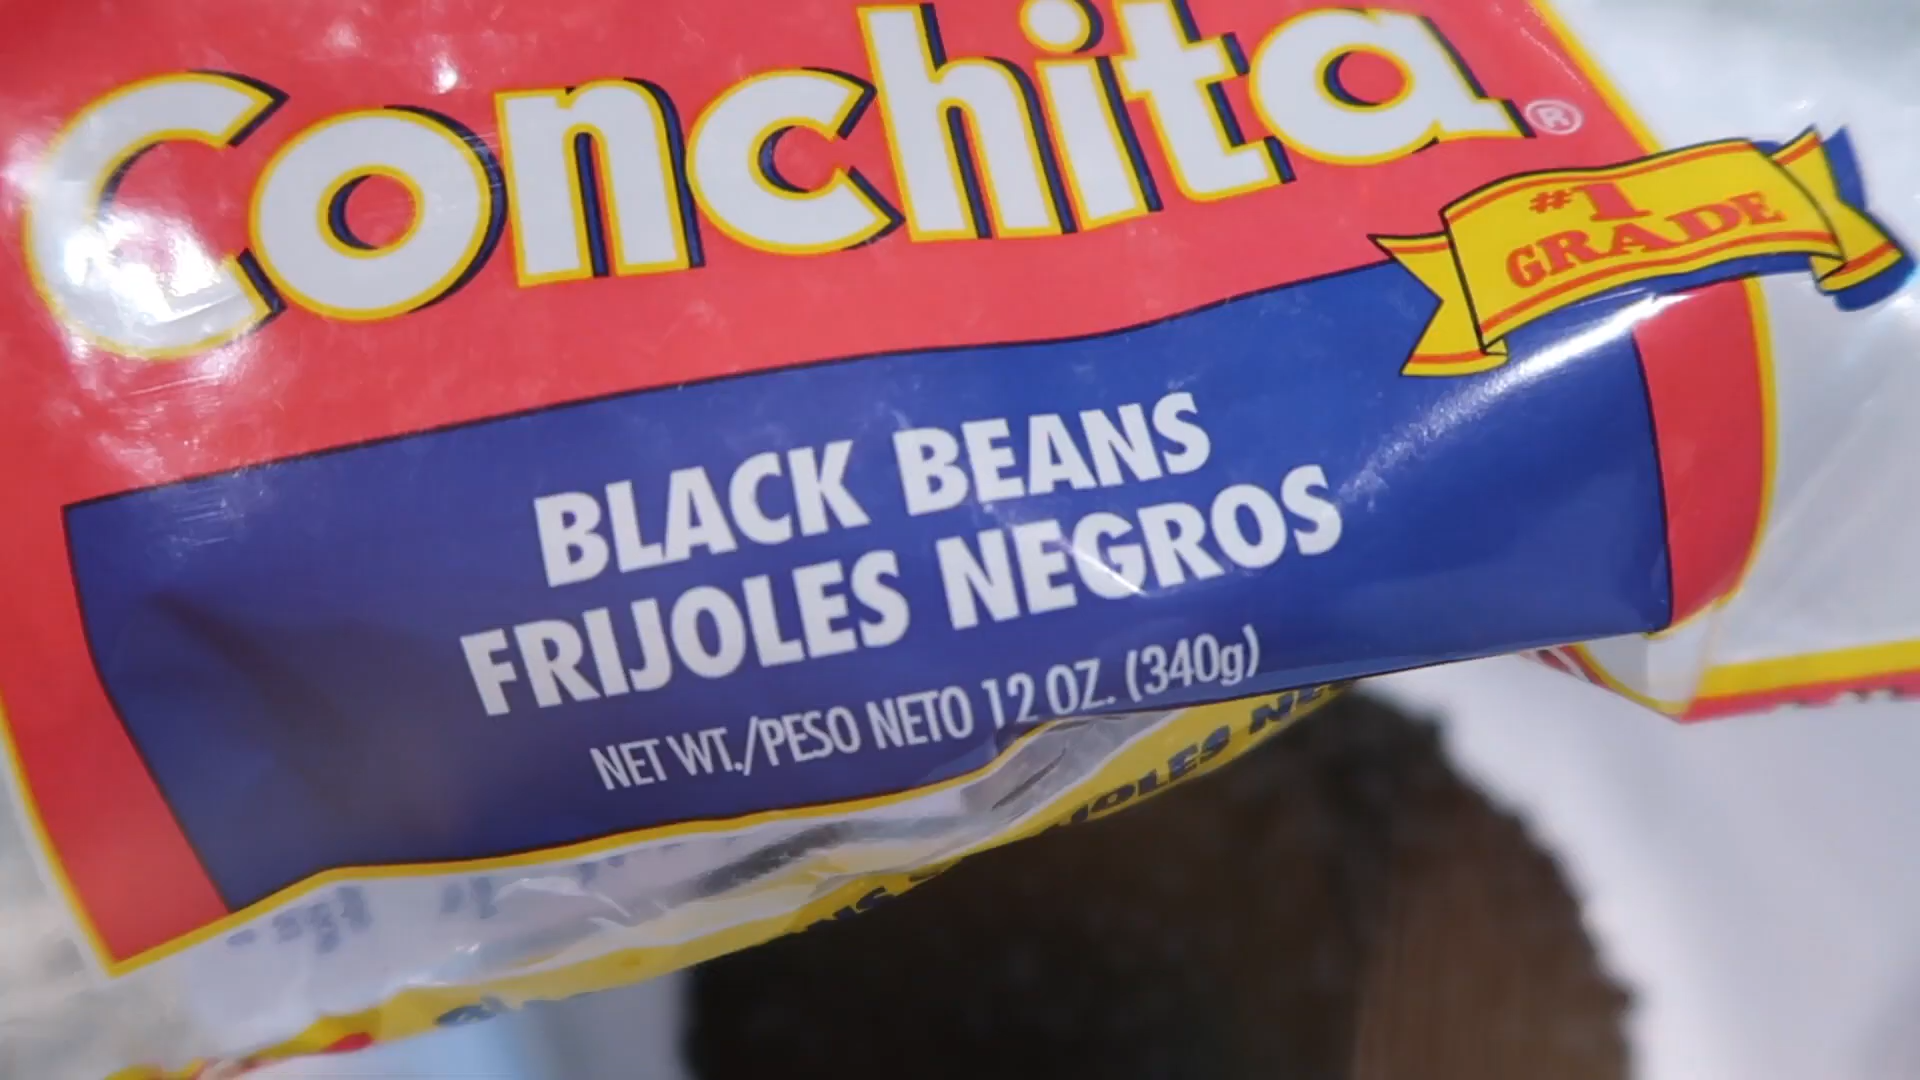 Conchita®
#1
GRADE
BLACK BEANS
FRIJOLES NEGROS
NET WT./PESO NETO 12 OZ. (340g)